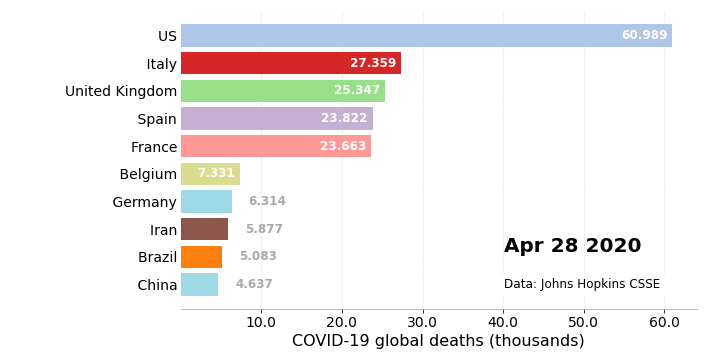 US 60.989
Italy 27.359
United Kingdom 25.347
Spain 23.822
France 23.663
Belgium 7.331
Germany 6.314
Iran 5.877
Brazil 5.083
China 4.637
Apr 28 2020
Data: Johns Hopkins CSSE
10.0 20.0 30.0 40.0 50.0 60.0
COVID-19 global deaths (thousands)